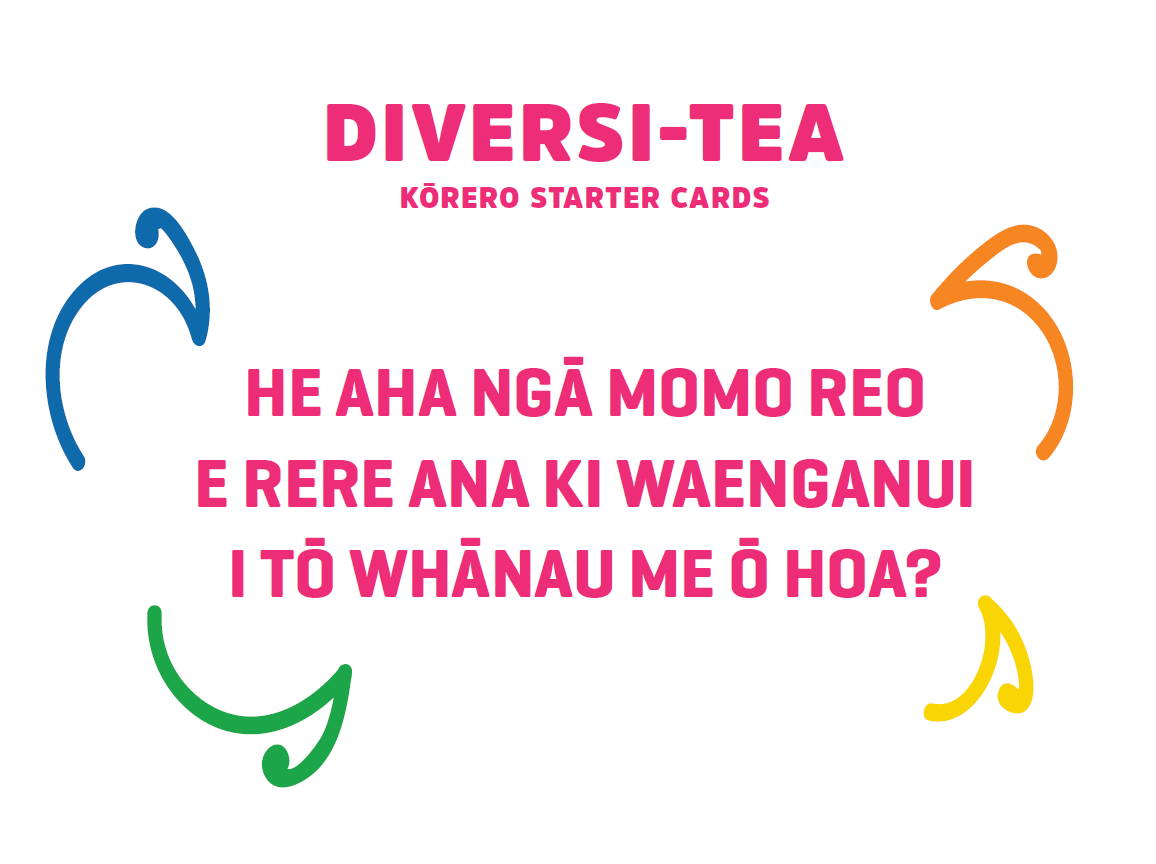 DIVERSI-TEA
KŌRERO STARTER CARDS
HE AHA NGĀ MOMO REO
E RERE ANA KI WAENGANUI
I TŌ WHĀNAU ME Ō HOA?